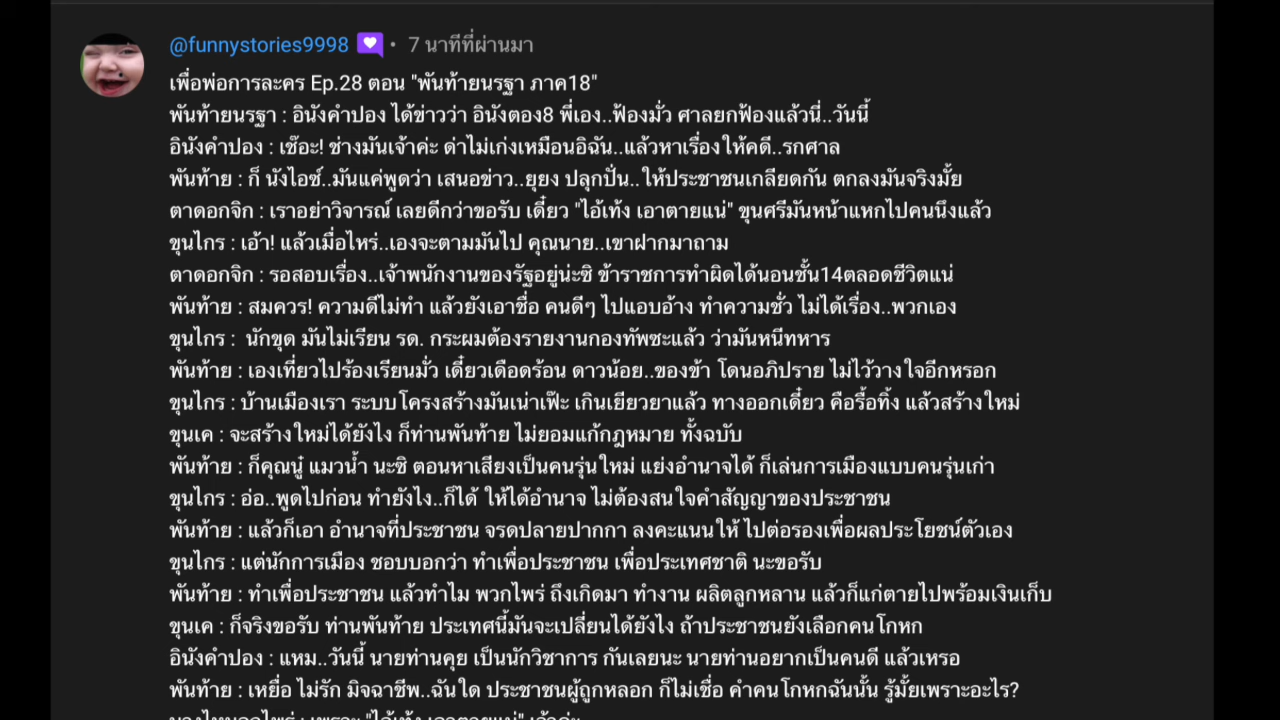 @funnystories9998 • 7 นาทีที่ผ่านมา
เพื่อพ่อการละคร Ep.28 ตอน "พันท้ายนรฐา ภาค18"
พันท้ายนรฐา : อินังคำปอง ได้ข่าวว่า อินังตอง8 พี่เอง..ฟ้องมั่ว ศาลยกฟ้องแล้วนี่..วันนี้
อินังคำปอง : เซ๊อะ! ช่างมันเจ้าค่ะ ด่าไม่เก่งเหมือนอิฉัน..แล้วหาเรื่องให้คดี..รกศาล
พันท้าย : ก็ นังไอซ์..มันแค่พูดว่า เสนอข่าว..ยุยง ปลุกปั่น..ให้ประชาชนเกลียดกัน ตกลงมันจริงมั้ย
ตาดอกจิก : เราอย่าวิจารณ์ เลยดีกว่าขอรับ เดี๋ยว "ไอ้เท้ง เอาตายแน่" ขุนศรีมันหน้าแหกไปคนนึงแล้ว
ขุนไกร : เอ้า! แล้วเมื่อไหร่..เองจะตามมันไป คุณนาย..เขาฝากมาถาม
ตาดอกจิก : รอสอบเรื่อง..เจ้าพนักงานของรัฐอยู่น่ะซิ ข้าราชการทำผิดได้นอนชั้น14ตลอดชีวิตแน่
พันท้าย : สมควร! ความดีไม่ทำ แล้วยังเอาชื่อ คนดีๆ ไปแอบอ้าง ทำความชั่ว ไม่ได้เรื่อง..พวกเอง
ขุนไกร : นักขุด มันไม่เรียน รด. กระผมต้องรายงานกองทัพซะแล้ว ว่ามันหนีทหาร
พันท้าย : เองเที่ยวไปร้องเรียนมั่ว เดี๋ยวเดือดร้อน ดาวน้อย..ของข้า โดนอภิปราย ไม่ไว้วางใจอีกหรอก
ขุนไกร : บ้านเมืองเรา ระบบโครงสร้างมันเน่าเฟ๊ะ เกินเยียวยาแล้ว ทางออกเดี๋ยว คือรื้อทิ้ง แล้วสร้างใหม่
ขุนเค : จะสร้างใหม่ได้ยังไง ก็ท่านพันท้าย ไม่ยอมแก้กฎหมาย ทั้งฉบับ
พันท้าย : ก็คุณนู๋ แมวน้ำ นะซิ ตอนหาเสียงเป็นคนรุ่นใหม่ แย่งอำนาจได้ ก็เล่นการเมืองแบบคนรุ่นเก่า
ขุนไกร : อ่อ..พูดไปก่อน ทำยังไง..ก็ได้ ให้ได้อำนาจ ไม่ต้องสนใจคำสัญญาของประชาชน
พันท้าย : แล้วก็เอา อำนาจที่ประชาชน จรดปลายปากกา ลงคะแนนให้ ไปต่อรองเพื่อผลประโยชน์ตัวเอง
ขุนไกร : แต่นักการเมือง ชอบบอกว่า ทำเพื่อประชาชน เพื่อประเทศชาติ นะขอรับ
พันท้าย : ทำเพื่อประชาชน แล้วทำไม พวกไพร่ ถึงเกิดมา ทำงาน ผลิตลูกหลาน แล้วก็แก่ตายไปพร้อมเงินเก็บ
ขุนเค : ก็จริงขอรับ ท่านพันท้าย ประเทศนี้มันจะเปลี่ยนได้ยังไง ถ้าประชาชนยังเลือกคนโกหก
อินังคำปอง : แหม..วันนี้ นายท่านคุย เป็นนักวิชาการ กันเลยนะ นายท่านอยากเป็นคนดี แล้วเหรอ
พันท้าย : เหยื่อ ไม่รัก มิจฉาชีพ..ฉันใด ประชาชนผู้ถูกหลอก ก็ไม่เชื่อ คำคนโกหกฉันนั้น รู้มั้ยเพราะอะไร?